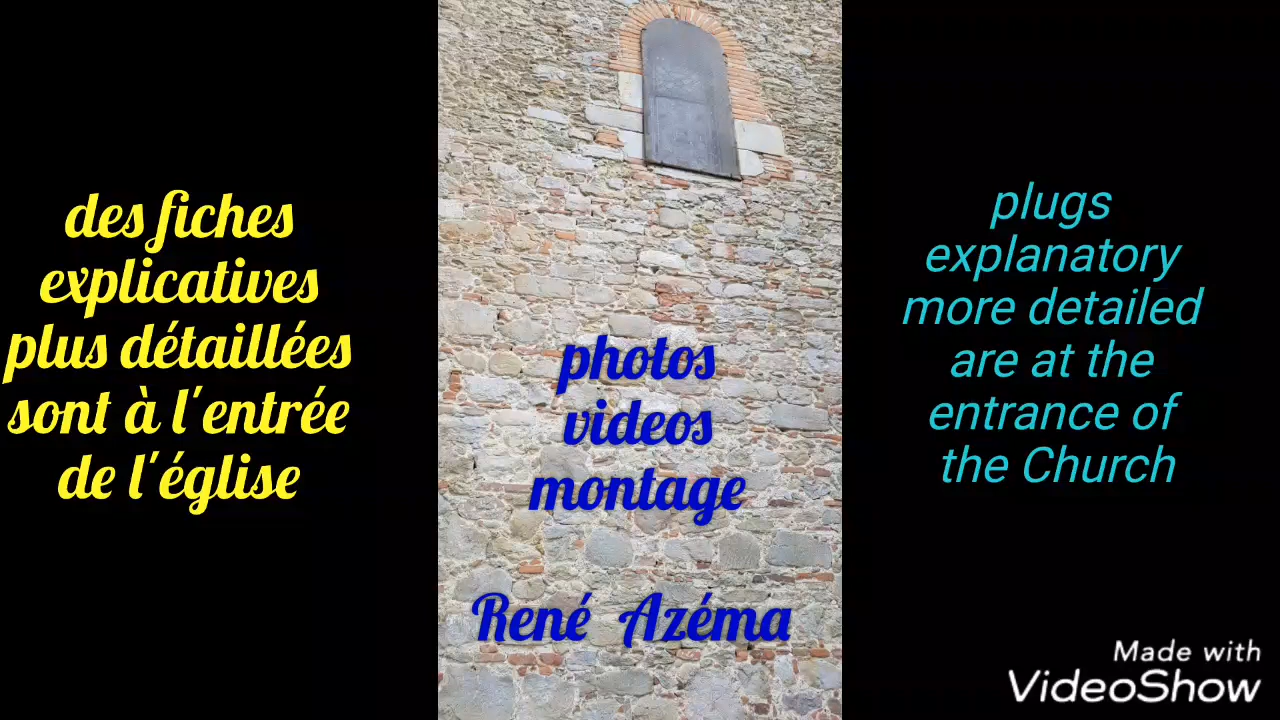 des fiches
explicatives
plus détaillées
sont à l'entrée
de l'église
photos
videos
montage
René Azéma
plugs
explanatory
more detailed
are at the
entrance of
the Church
Made with
VideoShow